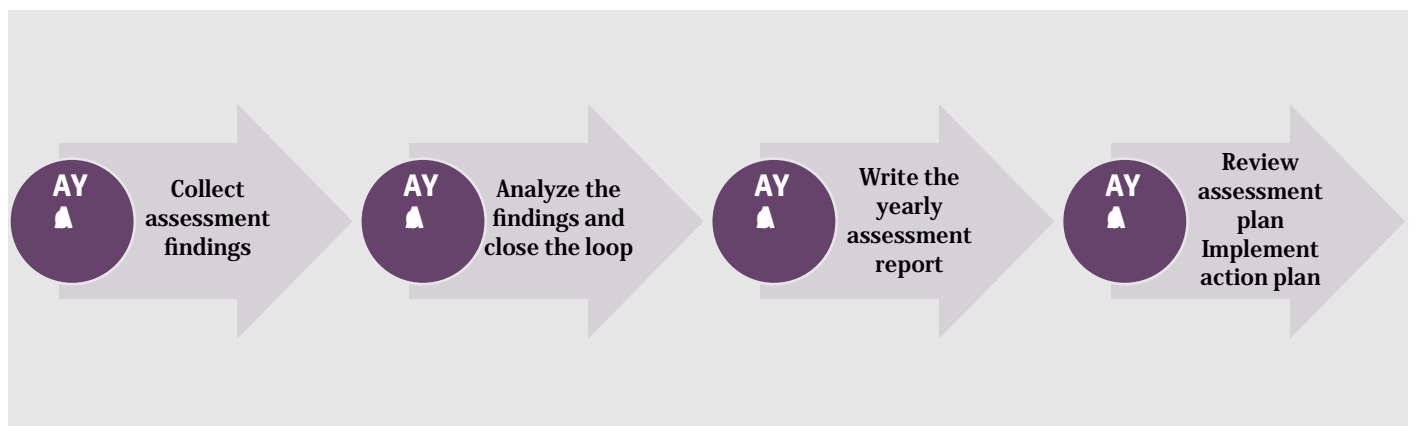 AY
Collect
assessment
findings
AY
Analyze the
findings and
close the loop
AY
Write the
yearly
assessment
report
AY
Review
assessment
plan
Implement
action plan